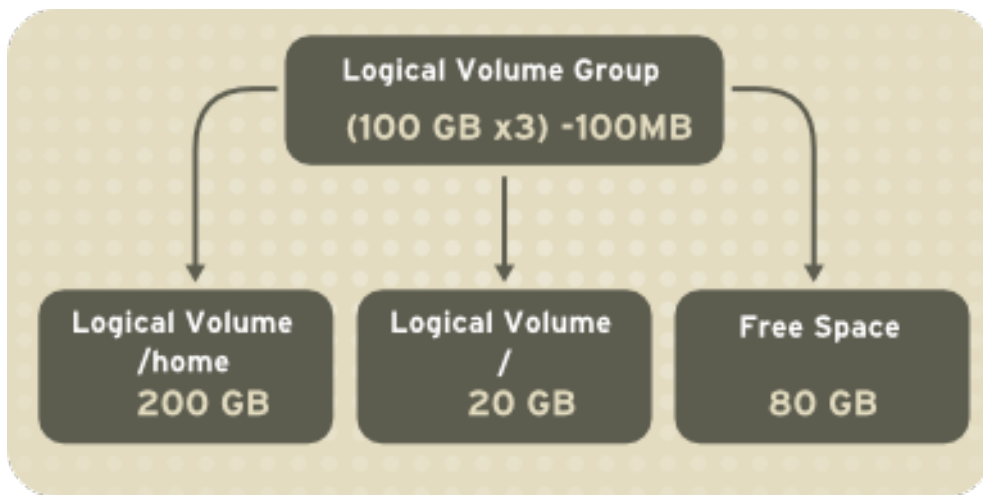 Logical Volume Group
(100 GB x3) -100MB
Logical Volume
/home
200 GB
Logical Volume
/
20 GB
Free Space
80 GB